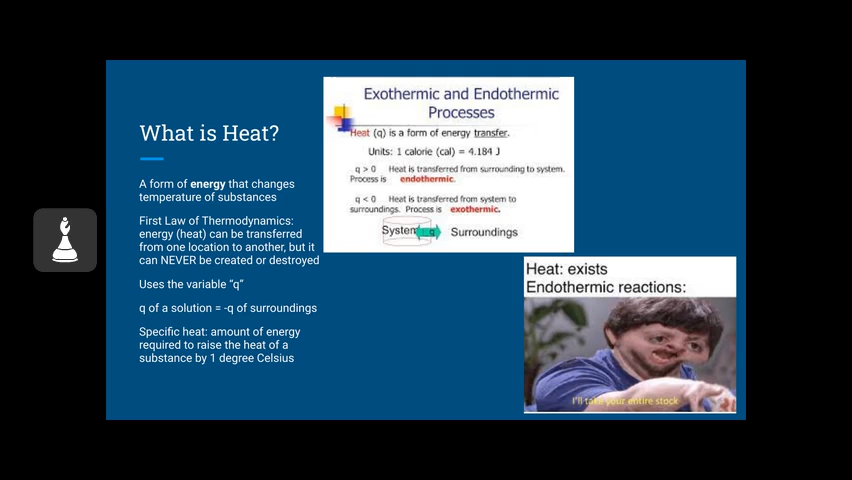 What is Heat?
A form of energy that changes
temperature of substances
First Law of Thermodynamics:
energy (heat) can be transferred
from one location to another, but it
can NEVER be created or destroyed
Uses the variable “q”
q of a solution = -q of surroundings
Specific heat: amount of energy
required to raise the heat of a
substance by 1 degree Celsius
Exothermic and Endothermic
Processes
Heat (q) is a form of energy transfer.
Units: 1 calorie (cal) = 4.184 J
q > 0 Heat is transferred from surrounding to system.
Process is endothermic.
q < 0 Heat is transferred from system to
surroundings. Process is exothermic.
System q Surroundings
Heat: exists
Endothermic reactions:
I'll take your entire stock